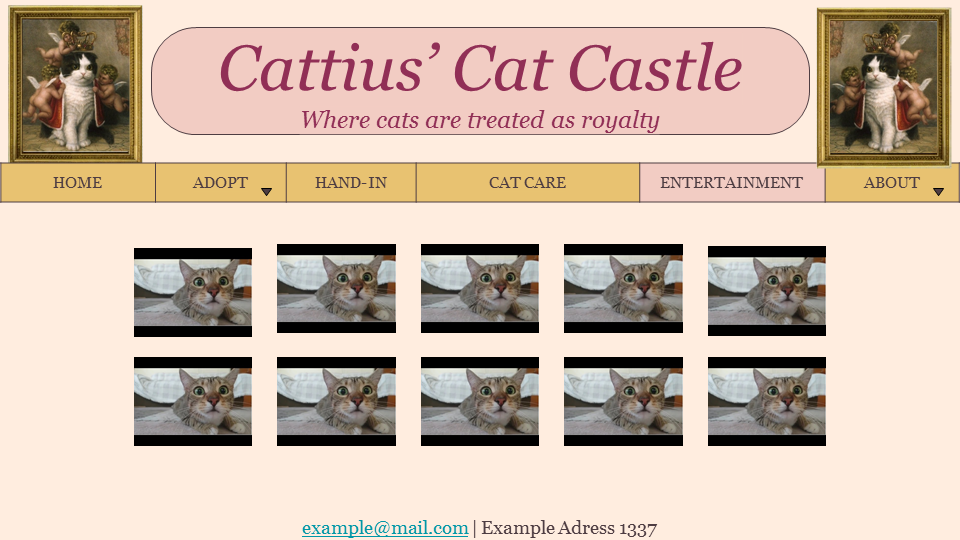 Cattius’ Cat Castle
Where cats are treated as royalty
HOME ADOPT HAND-IN CAT CARE ENTERTAINMENT ABOUT
example@mail.com | Example Adress 1337